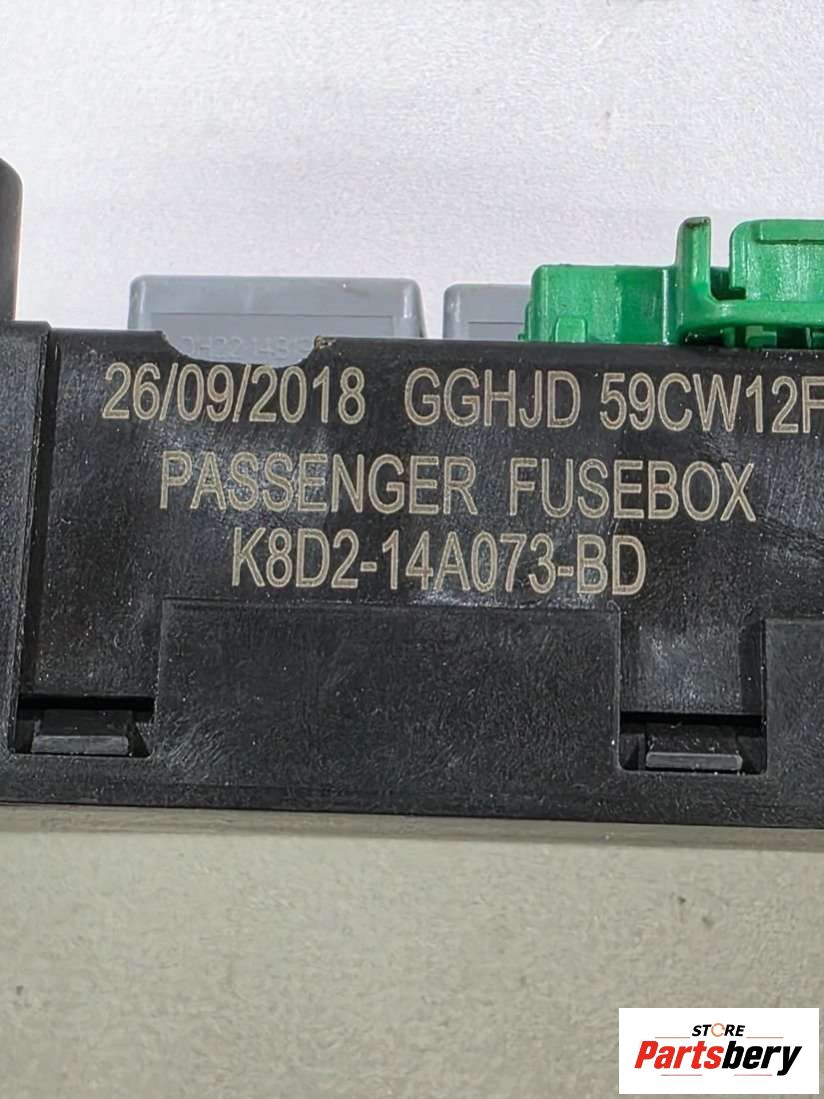 26/09/2018 GGHJD 59CW12F
PASSENGER FUSEBOX
K8D2-14A073-BD
STORE
Partsbery